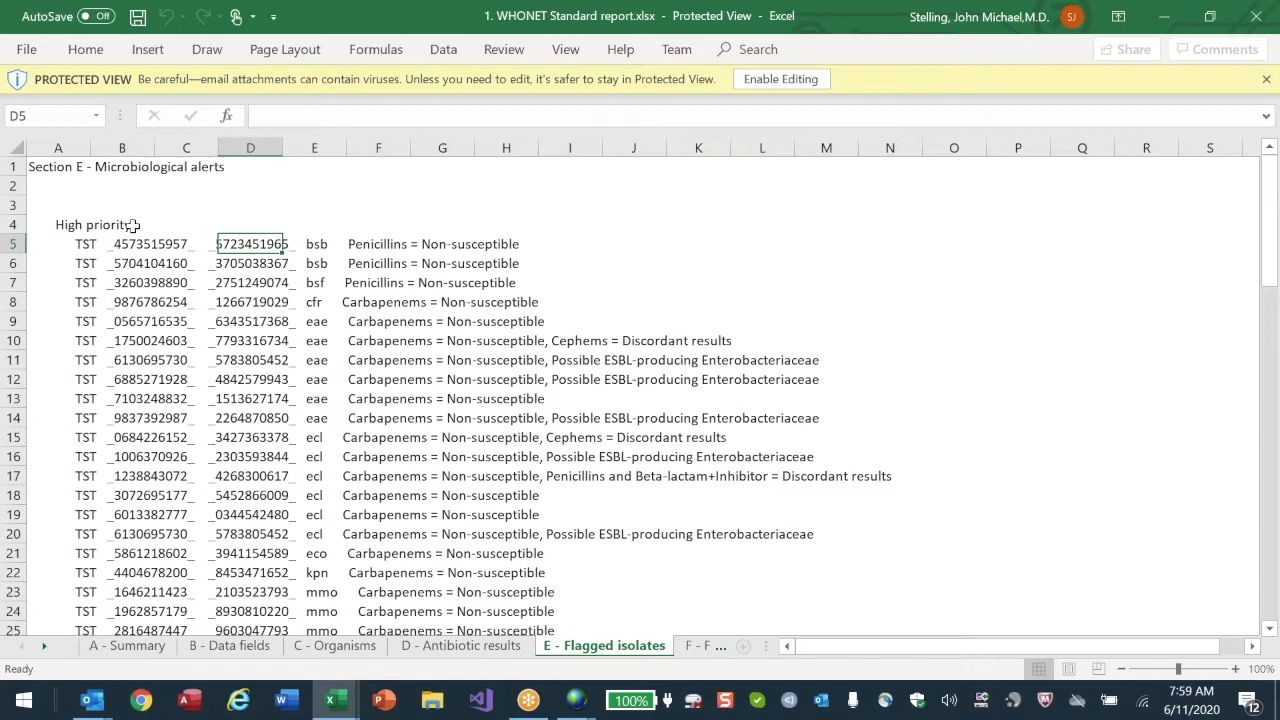 AutoSave Off 1. WHONET Standard report.xlsx - Protected View - Excel Stelling, John Michael,M.D. SJ
File Home Insert Draw Page Layout Formulas Data Review View Help Team Search Share Comments
PROTECTED VIEW Be careful—email attachments can contain viruses. Unless you need to edit, it's safer to stay in Protected View. Enable Editing
D5 fx
A B C D E F G H I J K L M N O P Q R S
1 Section E - Microbiological alerts
2
3
4 High priority
5 TST _4573515957_ _5723451965_ bsb Penicillins = Non-susceptible
6 TST _5704104160_ _3705038367_ bsb Penicillins = Non-susceptible
7 TST _3260398890_ _2751249074_ bsf Penicillins = Non-susceptible
8 TST _9876786254_ _1266719029_ cfr Carbapenems = Non-susceptible
9 TST _0565716535_ _6343517368_ eae Carbapenems = Non-susceptible
10 TST _1750024603_ _7793316734_ eae Carbapenems = Non-susceptible, Cephems = Discordant results
11 TST _6130695730_ _5783805452_ eae Carbapenems = Non-susceptible, Possible ESBL-producing Enterobacteriaceae
12 TST _6885271928_ _4842579943_ eae Carbapenems = Non-susceptible, Possible ESBL-producing Enterobacteriaceae
13 TST _7103248832_ _1513627174_ eae Carbapenems = Non-susceptible
14 TST _9837392987_ _2264870850_ eae Carbapenems = Non-susceptible, Possible ESBL-producing Enterobacteriaceae
15 TST _0684226152_ _3427363378_ ecl Carbapenems = Non-susceptible, Cephems = Discordant results
16 TST _1006370926_ _2303593844_ ecl Carbapenems = Non-susceptible, Possible ESBL-producing Enterobacteriaceae
17 TST _1238843072_ _4268300617_ ecl Carbapenems = Non-susceptible, Penicillins and Beta-lactam+Inhibitor = Discordant results
18 TST _3072695177_ _5452866009_ ecl Carbapenems = Non-susceptible
19 TST _6013382777_ _0344542480_ ecl Carbapenems = Non-susceptible
20 TST _6130695730_ _5783805452_ ecl Carbapenems = Non-susceptible, Possible ESBL-producing Enterobacteriaceae
21 TST _5861218602_ _3941154589_ eco Carbapenems = Non-susceptible
22 TST _4404678200_ _8453471652_ kpn Carbapenems = Non-susceptible
23 TST _1646211423_ _2103523793_ mmo Carbapenems = Non-susceptible
24 TST _1962857179_ _8930810220_ mmo Carbapenems = Non-susceptible
25 TST 2816487447 9603047793 mmo Carbapenems = Non-susceptible
A - Summary B - Data fields C - Organisms D - Antibiotic results E - Flagged isolates F - F ...
Ready 100%
100% 7:59 AM
6/11/2020 12